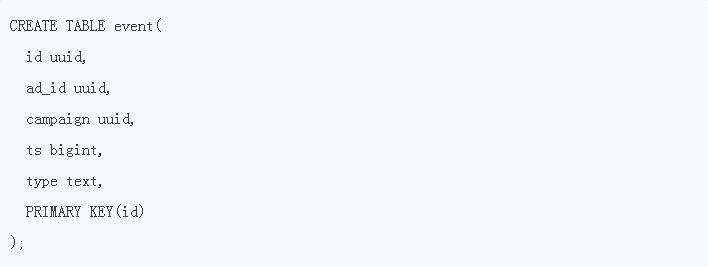 CREATE TABLE event(
  id uuid,
  ad_id uuid,
  campaign uuid,
  ts bigint,
  type text,
  PRIMARY KEY(id)
);